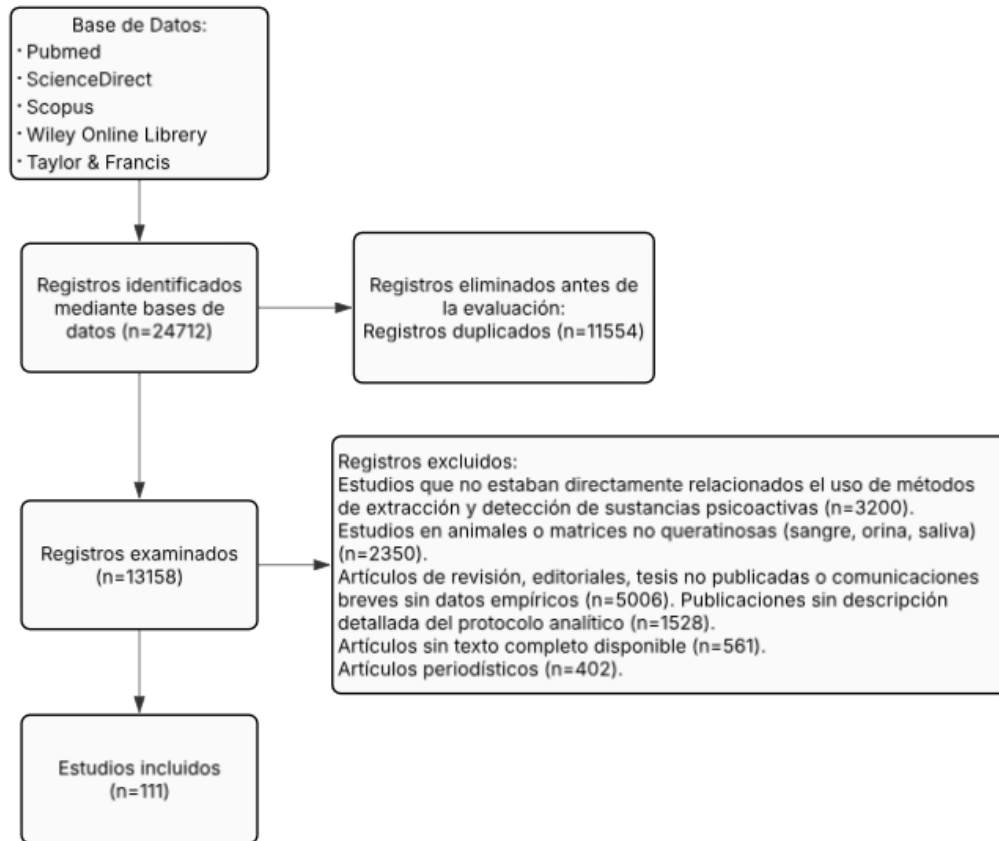 Base de Datos:
· Pubmed
· ScienceDirect
· Scopus
· Wiley Online Librery
· Taylor & Francis
Registros identificados
mediante bases de
datos (n=24712)
Registros eliminados antes de
la evaluación:
Registros duplicados (n=11554)
Registros examinados
(n=13158)
Registros excluidos:
Estudios que no estaban directamente relacionados el uso de métodos
de extracción y detección de sustancias psicoactivas (n=3200).
Estudios en animales o matrices no queratinosas (sangre, orina, saliva)
(n=2350).
Artículos de revisión, editoriales, tesis no publicadas o comunicaciones
breves sin datos empíricos (n=5006). Publicaciones sin descripción
detallada del protocolo analítico (n=1528).
Artículos sin texto completo disponible (n=561).
Artículos periodísticos (n=402).
Estudios incluidos
(n=111)